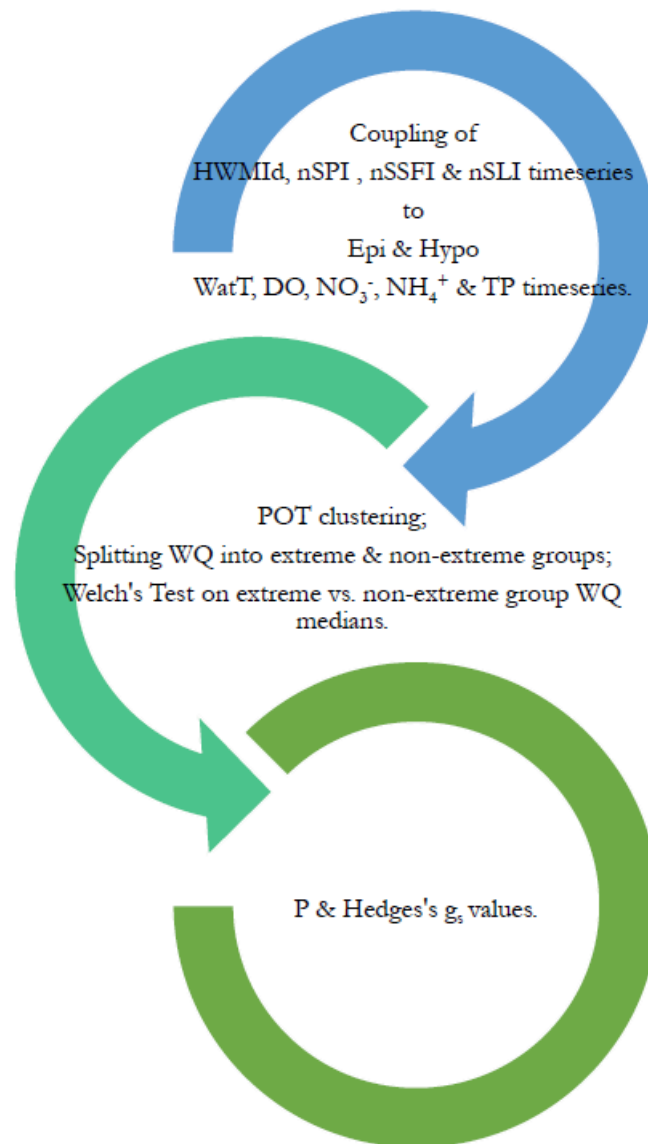 Coupling of
HWMId, nSPI , nSSFI & nSLI timeseries
to
Epi & Hypo
WatT, DO, NO₃⁻, NH₄⁺ & TP timeseries.
POT clustering;
Splitting WQ into extreme & non-extreme groups;
Welch's Test on extreme vs. non-extreme group WQ
medians.
P & Hedges's gₛ values.